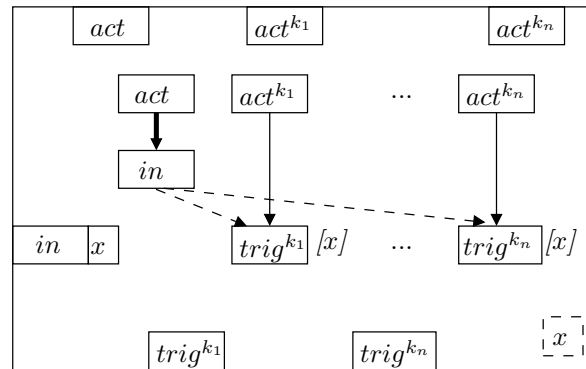 act act^{k_1} act^{k_n}
act act^{k_1} ... act^{k_n}
in
in x trig^{k_1} [x] ... trig^{k_n} [x]
x
trig^{k_1} trig^{k_n}